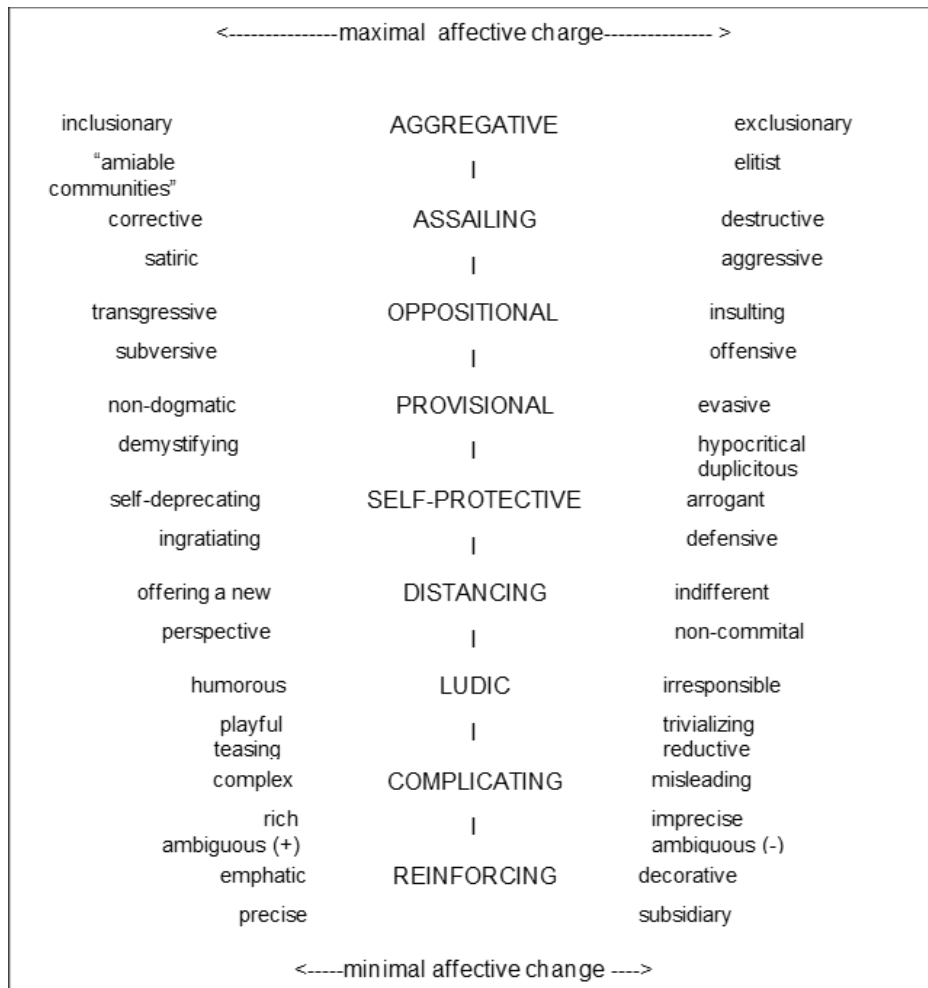 <---------------maximal affective charge--------------- >
inclusionary AGGREGATIVE exclusionary
“amiable communities” | elitist
corrective ASSAILING destructive
satiric | aggressive
transgressive OPPOSITIONAL insulting
subversive | offensive
non-dogmatic PROVISIONAL evasive
demystifying | hypocritical duplicitous
self-deprecating SELF-PROTECTIVE arrogant
ingratiating | defensive
offering a new DISTANCING indifferent
perspective | non-commital
humorous LUDIC irresponsible
playful teasing | trivializing reductive
complex COMPLICATING misleading
rich ambiguous (+) | imprecise ambiguous (-)
emphatic REINFORCING decorative
precise subsidiary
<-----minimal affective change ---->